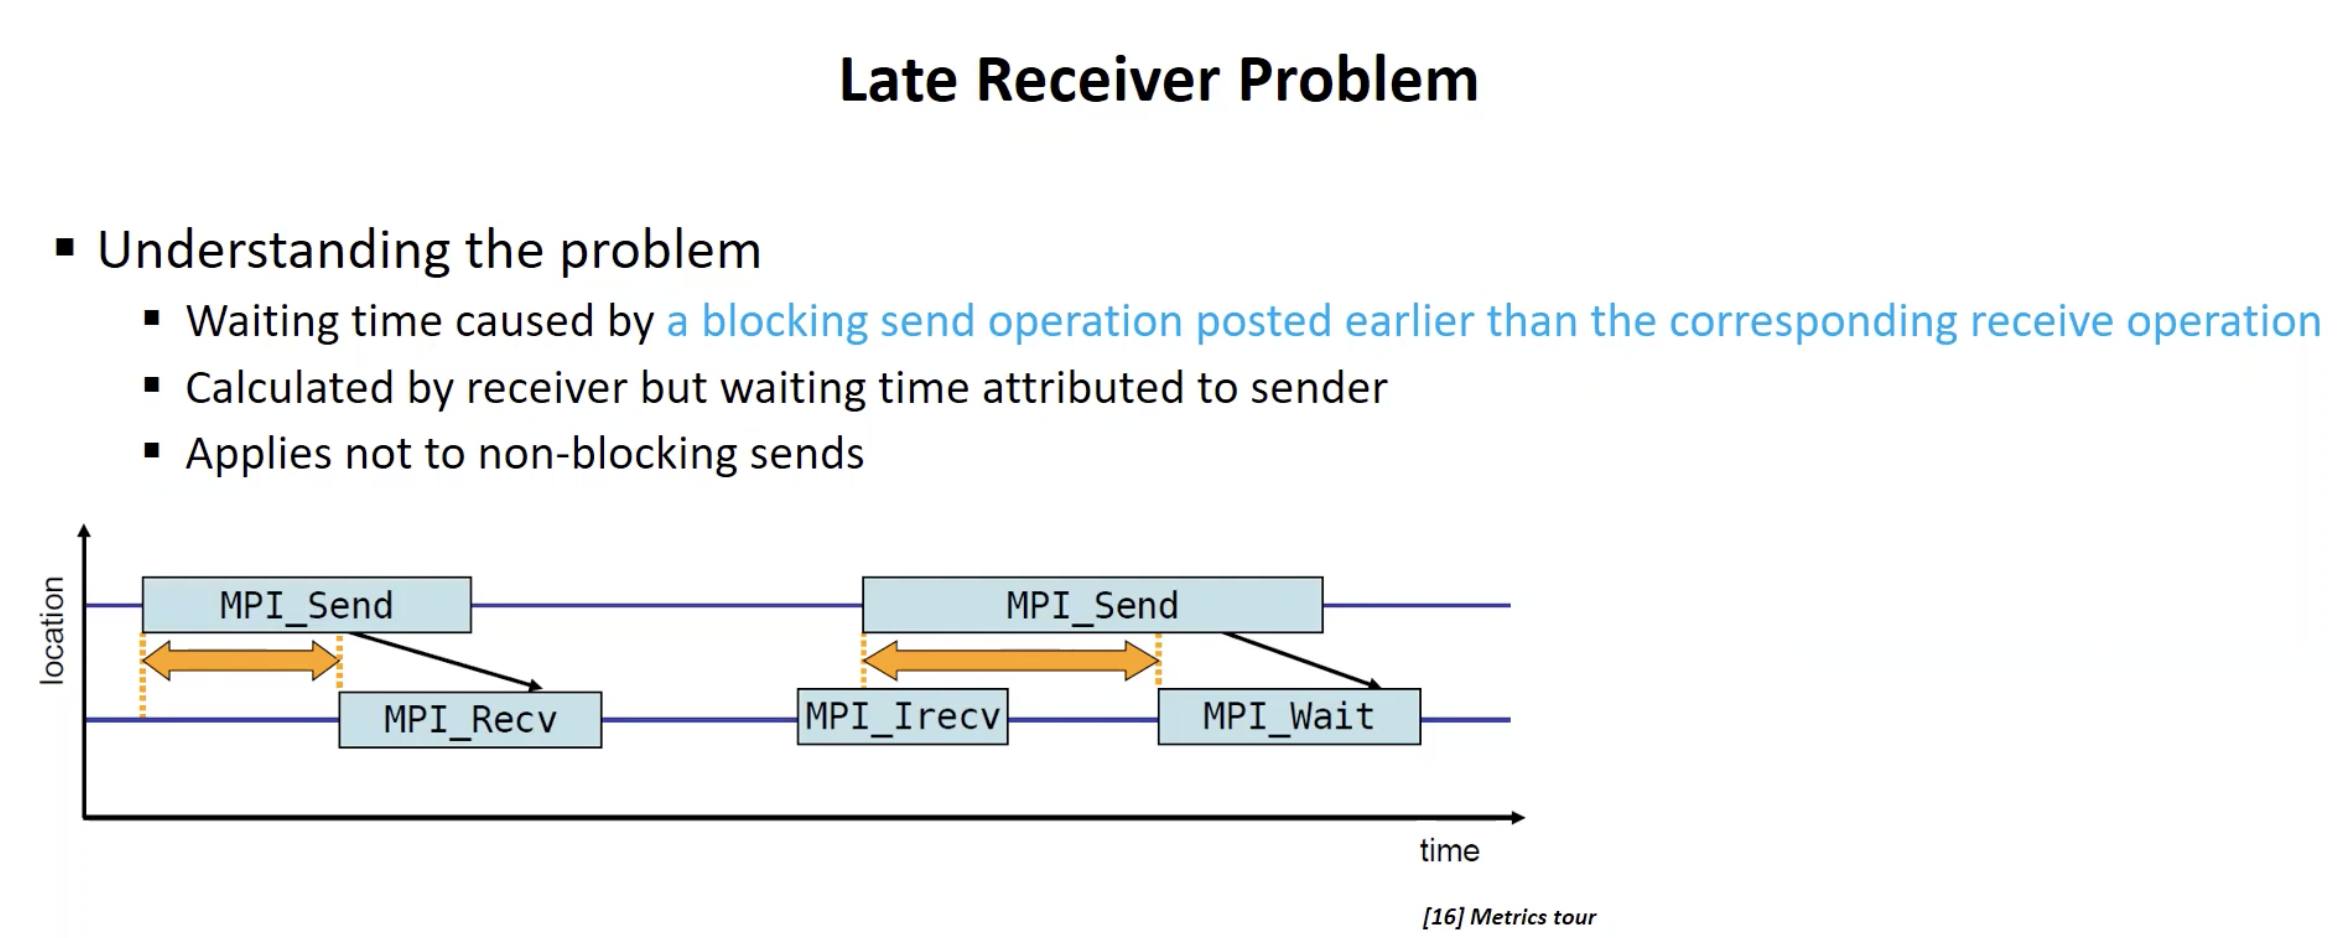 Late Receiver Problem
▪ Understanding the problem
▪ Waiting time caused by a blocking send operation posted earlier than the corresponding receive operation
▪ Calculated by receiver but waiting time attributed to sender
▪ Applies not to non-blocking sends
location
MPI_Send
MPI_Send
MPI_Recv
MPI_Irecv
MPI_Wait
time
[16] Metrics tour